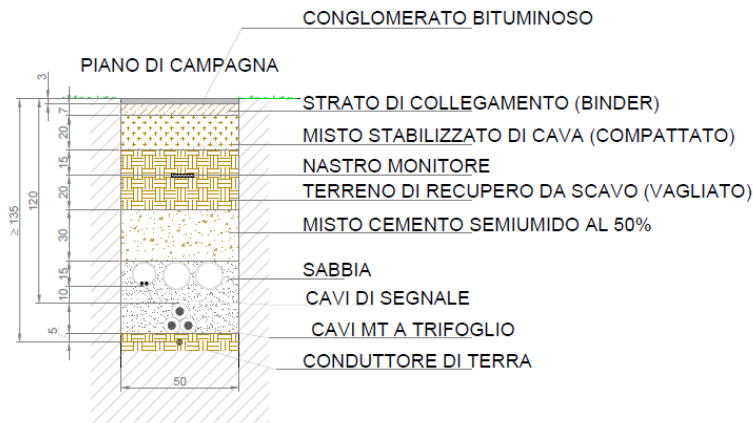 CONGLOMERATO BITUMINOSO
PIANO DI CAMPAGNA
3
STRATO DI COLLEGAMENTO (BINDER)
7
MISTO STABILIZZATO DI CAVA (COMPATTATO)
20
NASTRO MONITORE
15
TERRENO DI RECUPERO DA SCAVO (VAGLIATO)
20
≥ 135
120
MISTO CEMENTO SEMIUMIDO AL 50%
30
SABBIA
15
CAVI DI SEGNALE
10
CAVI MT A TRIFOGLIO
5
CONDUTTORE DI TERRA
50